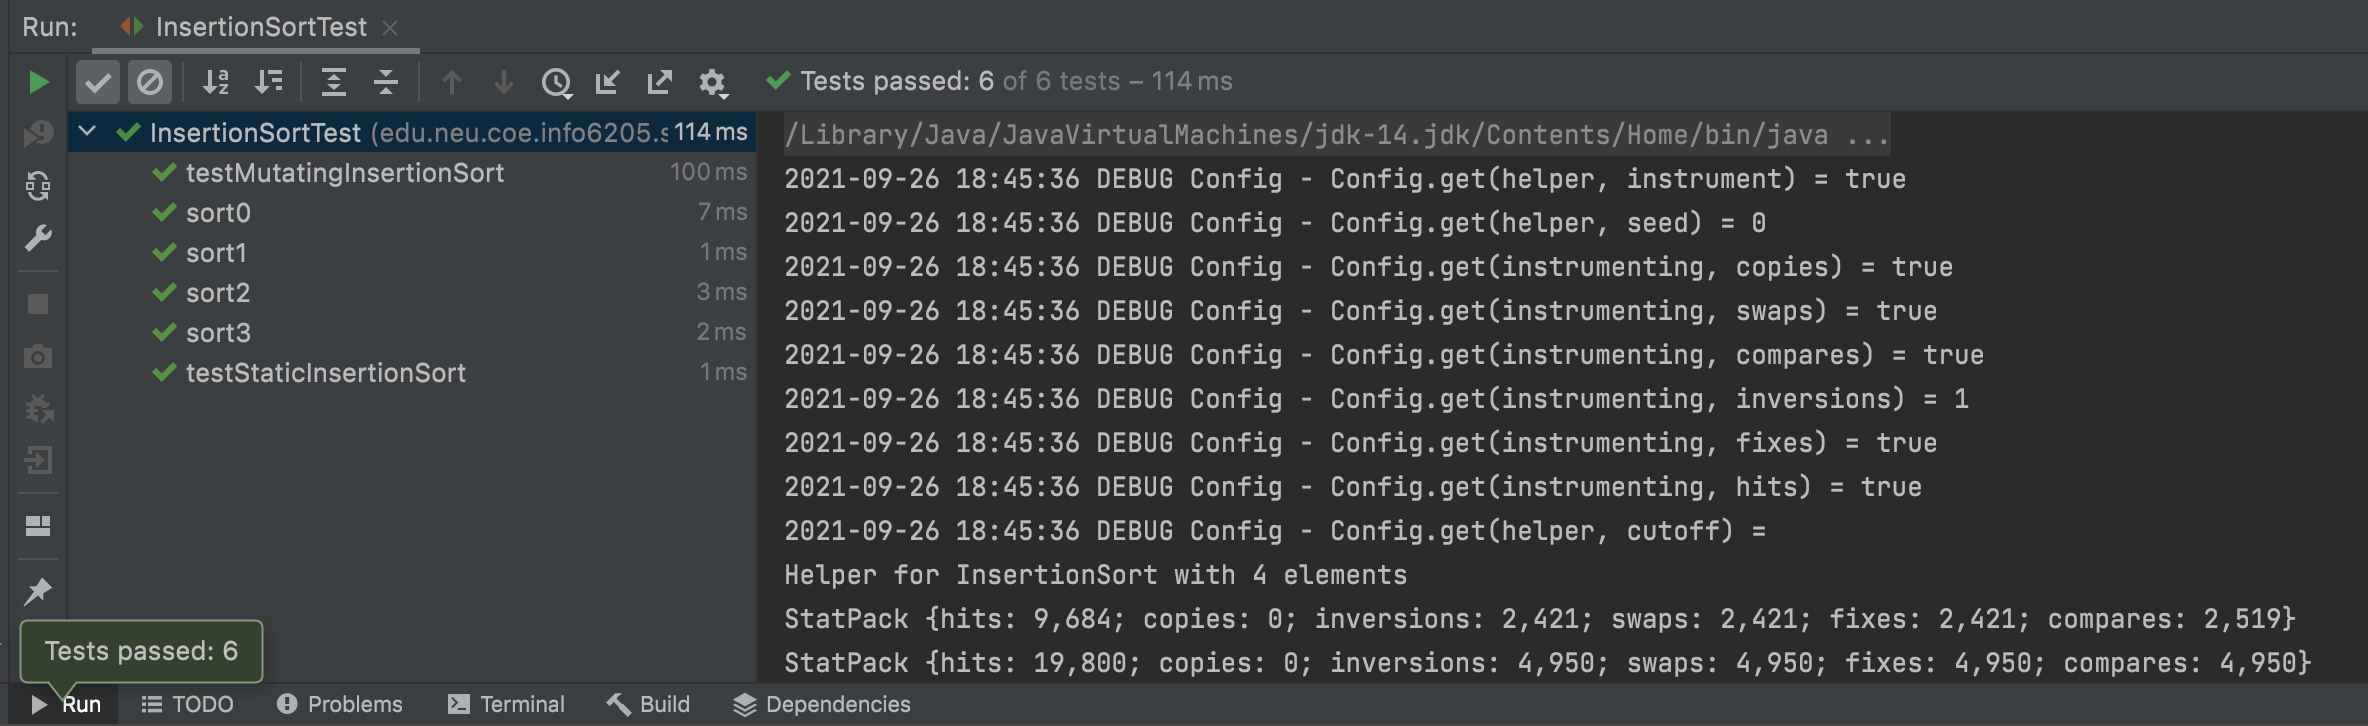 Run: InsertionSortTest
Tests passed: 6 of 6 tests – 114 ms
InsertionSortTest (edu.neu.coe.info6205.s 114 ms
testMutatingInsertionSort 100 ms
sort0 7 ms
sort1 1 ms
sort2 3 ms
sort3 2 ms
testStaticInsertionSort 1 ms
/Library/Java/JavaVirtualMachines/jdk-14.jdk/Contents/Home/bin/java ...
2021-09-26 18:45:36 DEBUG Config - Config.get(helper, instrument) = true
2021-09-26 18:45:36 DEBUG Config - Config.get(helper, seed) = 0
2021-09-26 18:45:36 DEBUG Config - Config.get(instrumenting, copies) = true
2021-09-26 18:45:36 DEBUG Config - Config.get(instrumenting, swaps) = true
2021-09-26 18:45:36 DEBUG Config - Config.get(instrumenting, compares) = true
2021-09-26 18:45:36 DEBUG Config - Config.get(instrumenting, inversions) = 1
2021-09-26 18:45:36 DEBUG Config - Config.get(instrumenting, fixes) = true
2021-09-26 18:45:36 DEBUG Config - Config.get(instrumenting, hits) = true
2021-09-26 18:45:36 DEBUG Config - Config.get(helper, cutoff) =
Helper for InsertionSort with 4 elements
StatPack {hits: 9,684; copies: 0; inversions: 2,421; swaps: 2,421; fixes: 2,421; compares: 2,519}
StatPack {hits: 19,800; copies: 0; inversions: 4,950; swaps: 4,950; fixes: 4,950; compares: 4,950}
Tests passed: 6
Run TODO Problems Terminal Build Dependencies